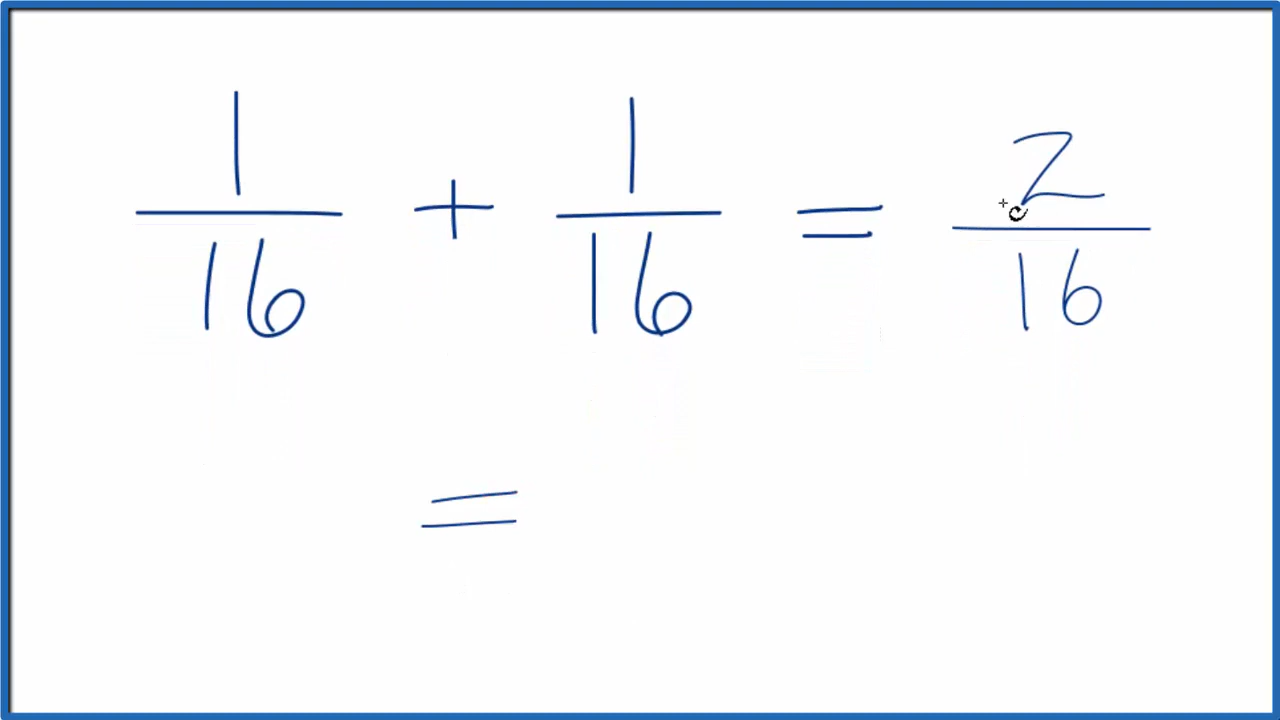 1/16 + 1/16 = 2/16
=